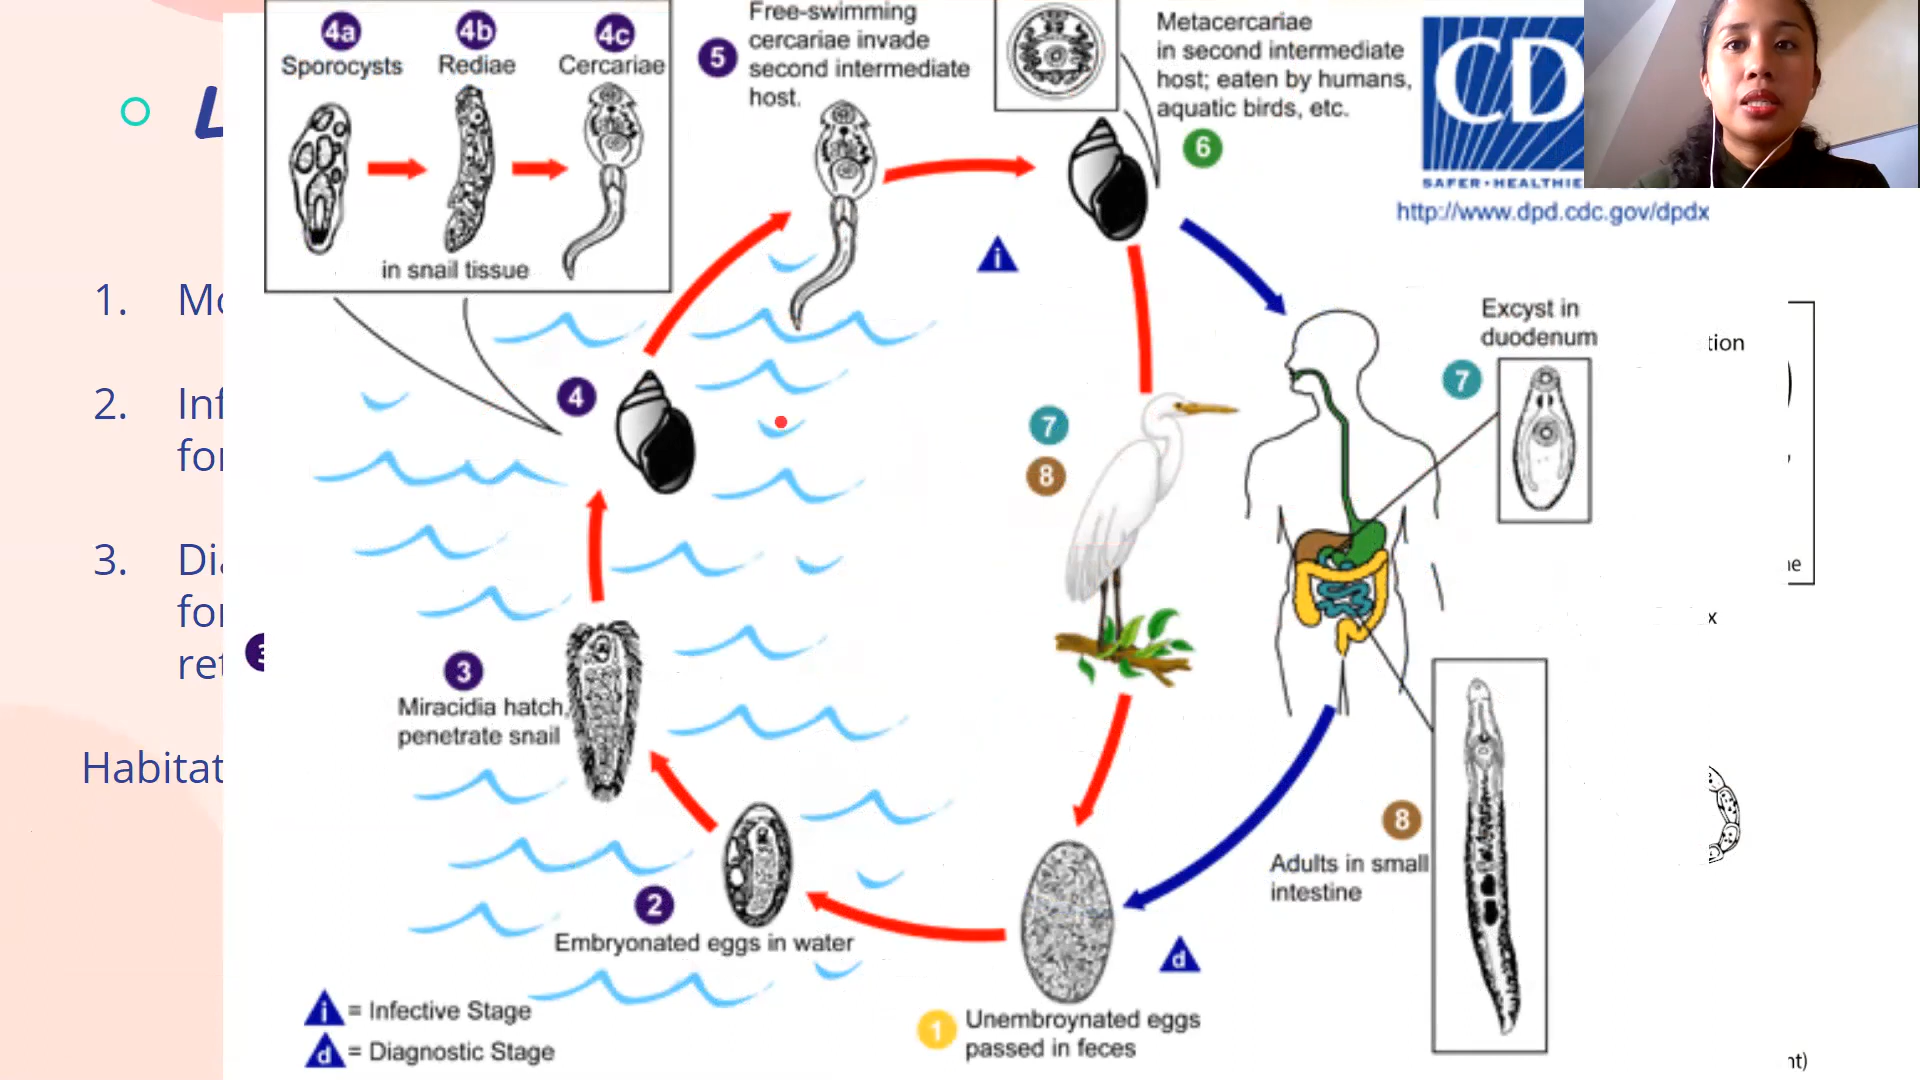 4a
4b
4c
Sporocysts
Rediae
Cercariae
in snail tissue
5
Free-swimming
cercariae invade
second intermediate
host.
Metacercariae
in second intermediate
host; eaten by humans,
aquatic birds, etc.
6
CD
SAFER•HEALTHIE
http://www.dpd.cdc.gov/dpdx
i
1.
2.
3.
Habitat
4
7
8
Excyst in
duodenum
7
tion
3
Miracidia hatch,
penetrate snail
2
Embryonated eggs in water
8
Adults in small
intestine
d
1
Unembroynated eggs
passed in feces
i = Infective Stage
d = Diagnostic Stage